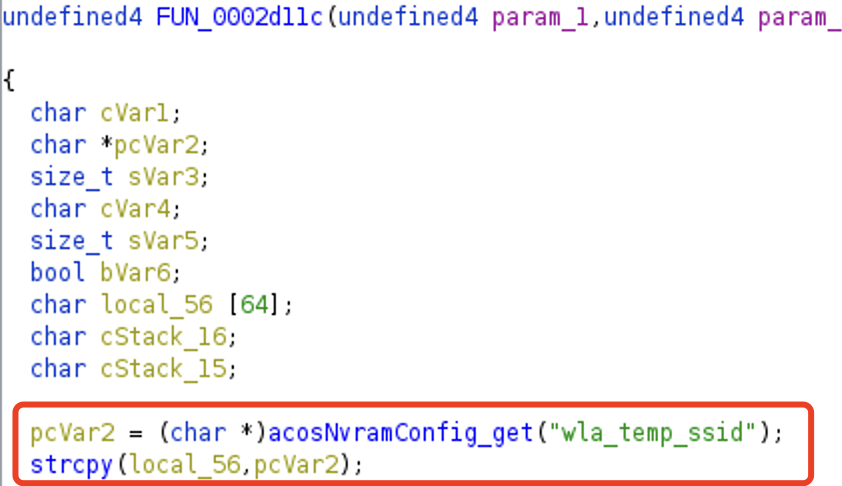 undefined4 FUN_0002d11c(undefined4 param_1,undefined4 param_
{
char cVar1;
char *pcVar2;
size_t sVar3;
char cVar4;
size_t sVar5;
bool bVar6;
char local_56 [64];
char cStack_16;
char cStack_15;
pcVar2 = (char *)acosNvramConfig_get("wla_temp_ssid");
strcpy(local_56,pcVar2);